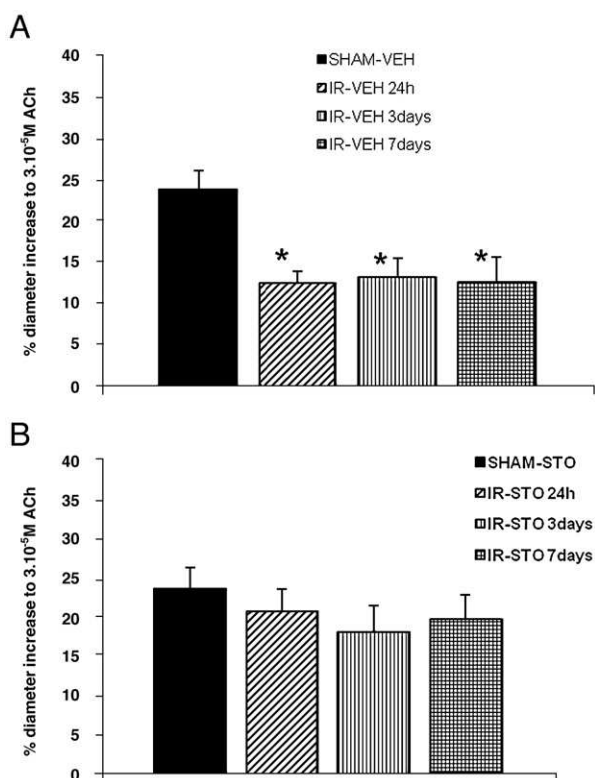 A
% diameter increase to 3.10⁻⁵M ACh
40
35
30
25
20
15
10
5
0
SHAM-VEH
IR-VEH 24h
IR-VEH 3days
IR-VEH 7days
* * *
B
% diameter increase to 3.10⁻⁵M ACh
40
35
30
25
20
15
10
5
0
SHAM-STO
IR-STO 24h
IR-STO 3days
IR-STO 7days